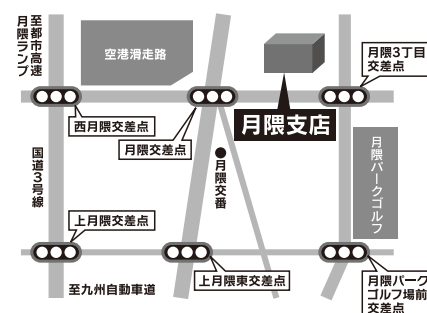 至都市高速
月隈ランプ
空港滑走路
月隈3丁目
交差点
西月隈交差点
月隈交差点
月隈支店
国道3号線
●月隈交番
月隈パークゴルフ
上月隈交差点
上月隈東交差点
至九州自動車道
月隈パーク
ゴルフ場前
交差点